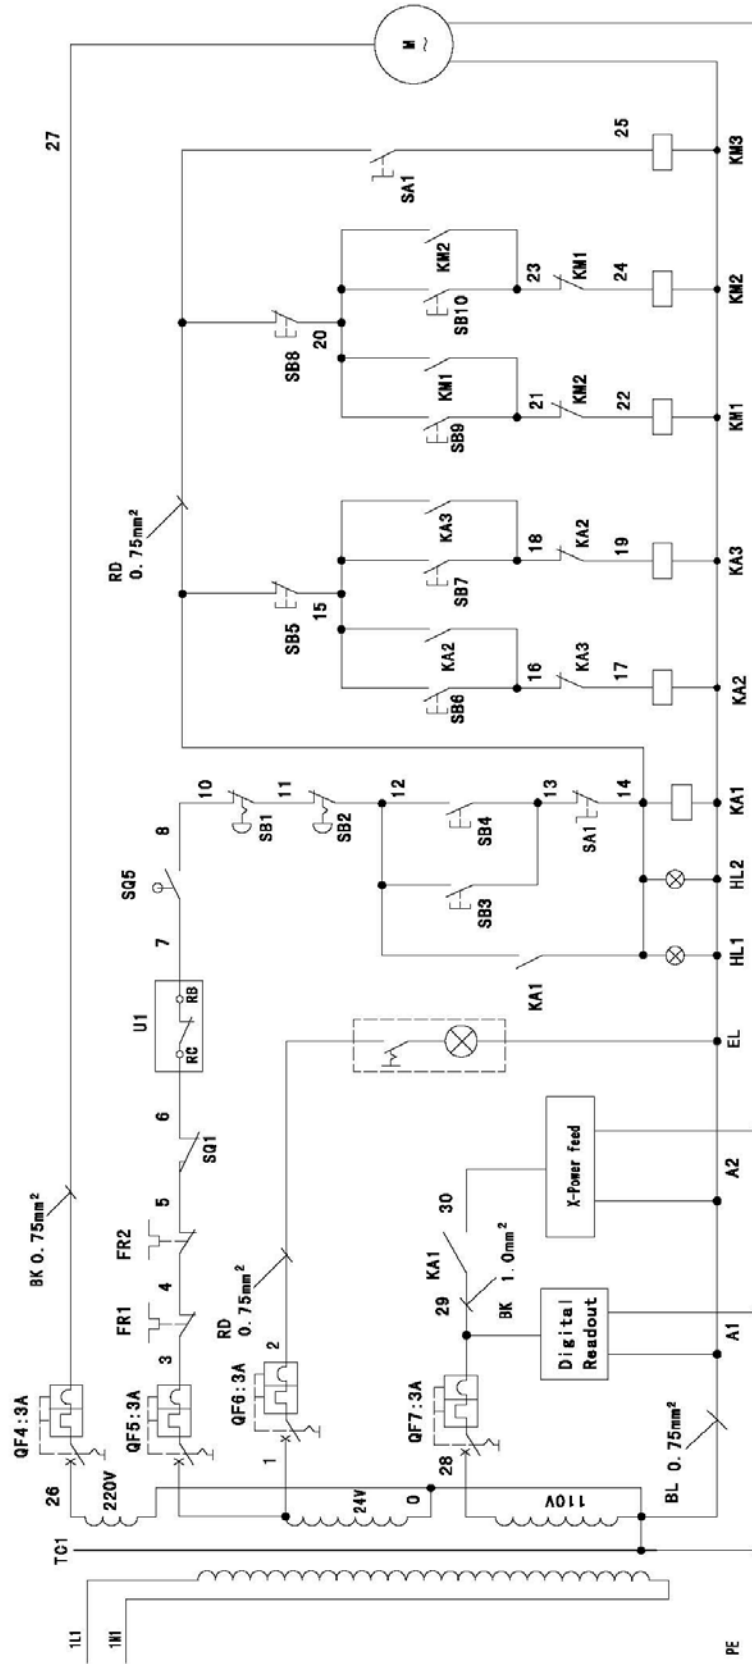 1L1
1N1
PE
TC1
26
220V
24V
0
110V
28
1
QF4:3A
QF5:3A
QF6:3A
QF7:3A
BL 0.75mm²
BK 0.75mm²
27
M
~
3
FR1
4
FR2
5
SQ1
6
U1
RC
RB
7
SQ5
8
10
SB1
11
SB2
12
SB3
SB4
13
SA1
14
KA1
2
RD
0.75mm²
29
BK
1.0mm²
KA1
30
Digital
Readout
X-Power feed
RD
0.75mm²
SB5
15
SB6
KA2
16
KA3
17
SB7
KA3
18
KA2
19
SB8
20
SB9
KM1
21
KM2
22
SB10
KM2
23
KM1
24
SA1
25
A1
A2
EL
HL1
HL2
KA1
KA2
KA3
KM1
KM2
KM3